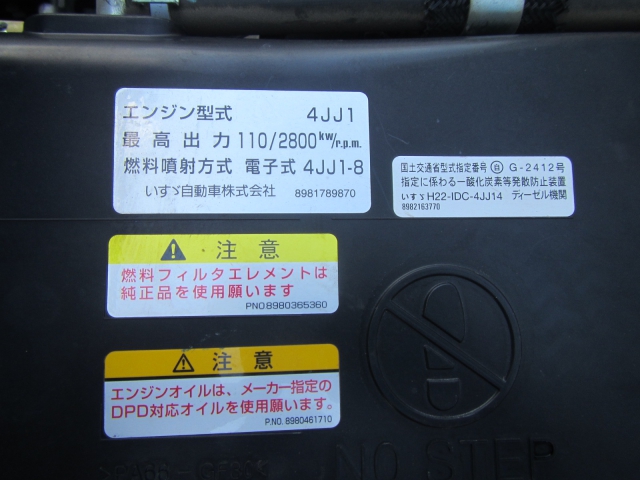 エンジン型式 4JJ1
最高出力 110/2800kW/r.p.m.
燃料噴射方式 電子式 4JJ1-8
いすゞ自動車株式会社 8981789870
国土交通省型式指定番号 自 G-2412号
指定に係わる一酸化炭素等発散防止装置
いすゞH22-IDC-4JJ14 ディーゼル機関
8982163770
注意
燃料フィルタエレメントは
純正品を使用願います
PNO8980365360
注意
エンジンオイルは、メーカー指定の
DPD対応オイルを使用願います。
P.NO. 8980461710
NO STEP